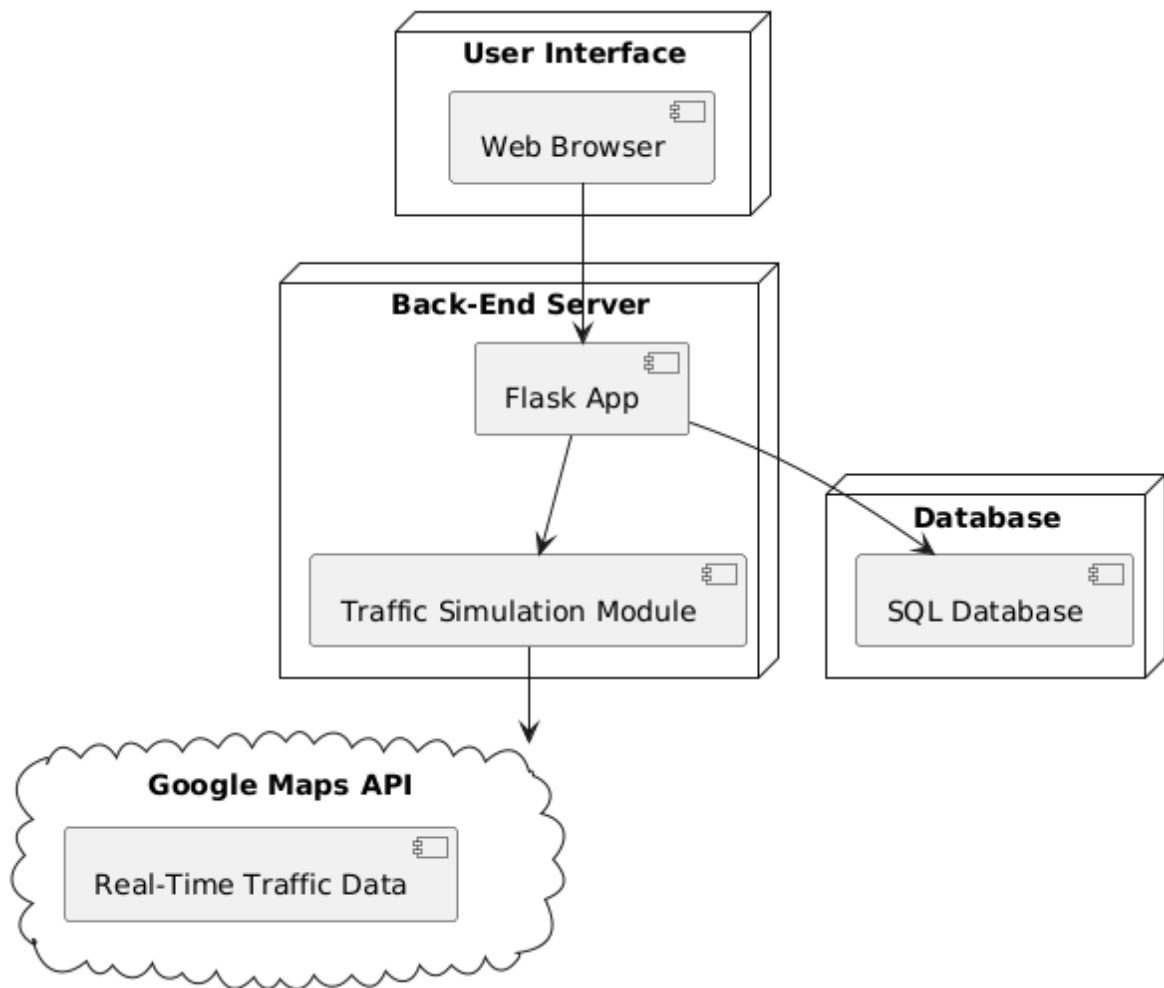 User Interface
Web Browser
Back-End Server
Flask App
Traffic Simulation Module
Database
SQL Database
Google Maps API
Real-Time Traffic Data